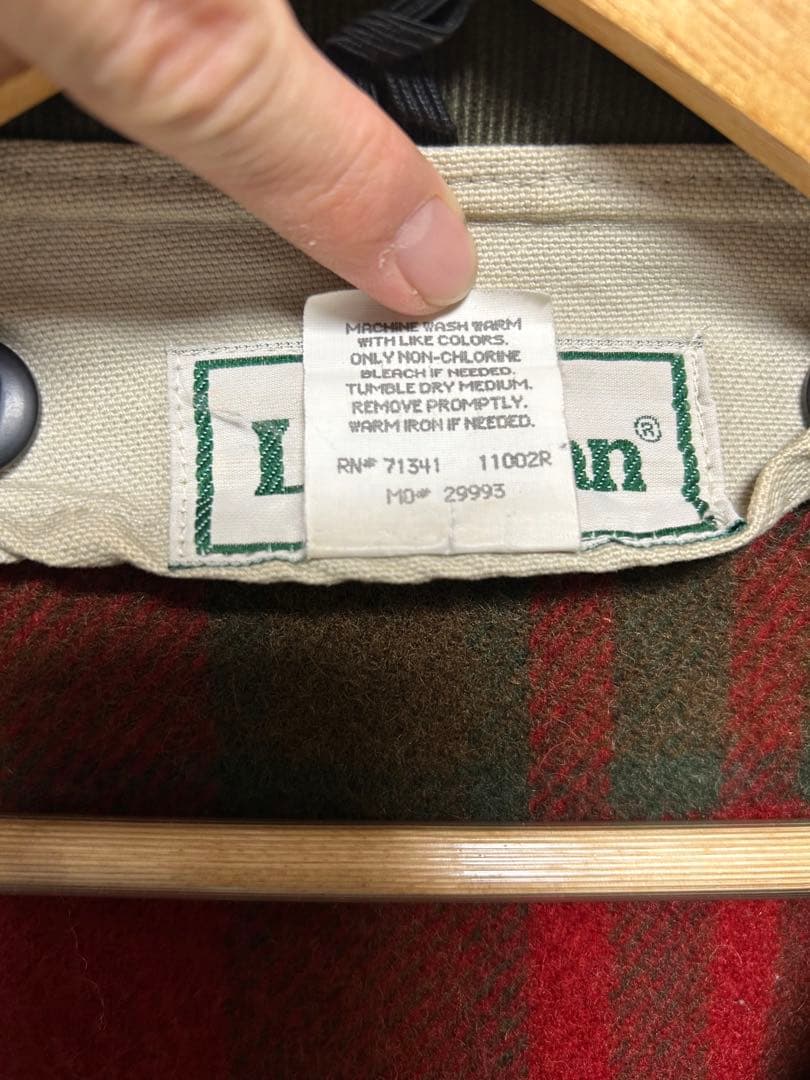 MACHINE WASH WARM
WITH LIKE COLORS.
ONLY NON-CHLORINE
BLEACH IF NEEDED.
TUMBLE DRY MEDIUM.
REMOVE PROMPTLY.
WARM IRON IF NEEDED.
RN# 71341 11002R
MO# 29993
L an®